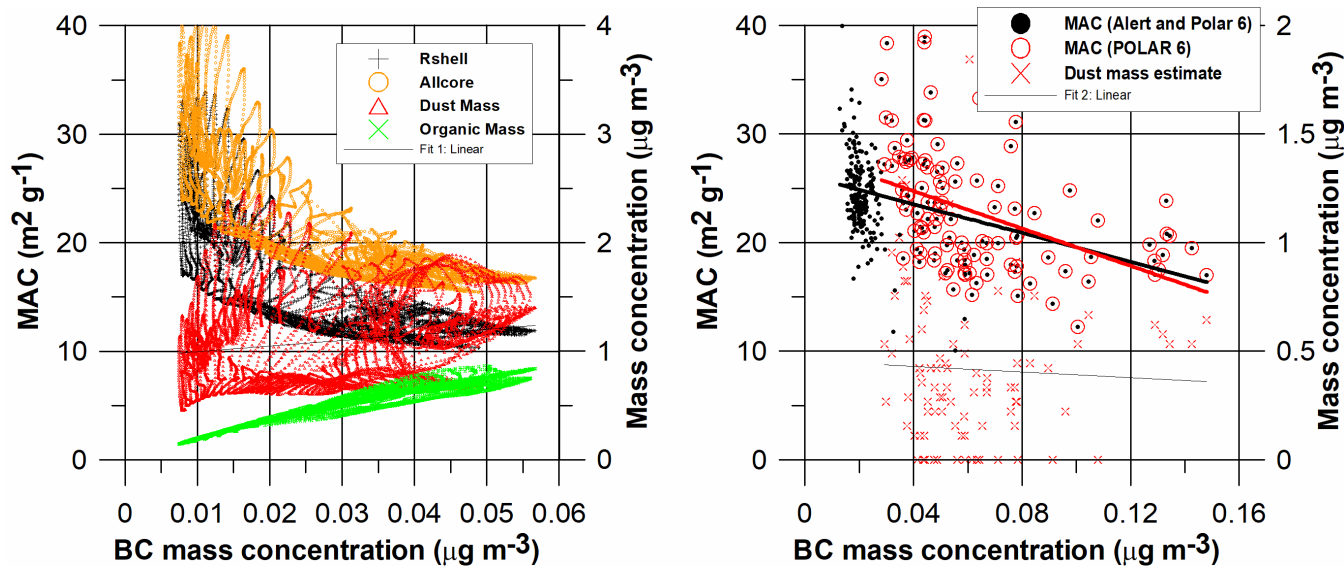 40
30
20
10
0
MAC (m2 g-1)
4
3
2
1
0
Mass concentration (μg m-3)
Rshell
Allcore
Dust Mass
Organic Mass
Fit 1: Linear
0 0.01 0.02 0.03 0.04 0.05 0.06
BC mass concentration (μg m-3)
40
30
20
10
0
MAC (m2 g-1)
2
1.5
1
0.5
0
Mass concentration (μg m-3)
MAC (Alert and Polar 6)
MAC (POLAR 6)
Dust mass estimate
Fit 2: Linear
0 0.04 0.08 0.12 0.16
BC mass concentration (μg m-3)